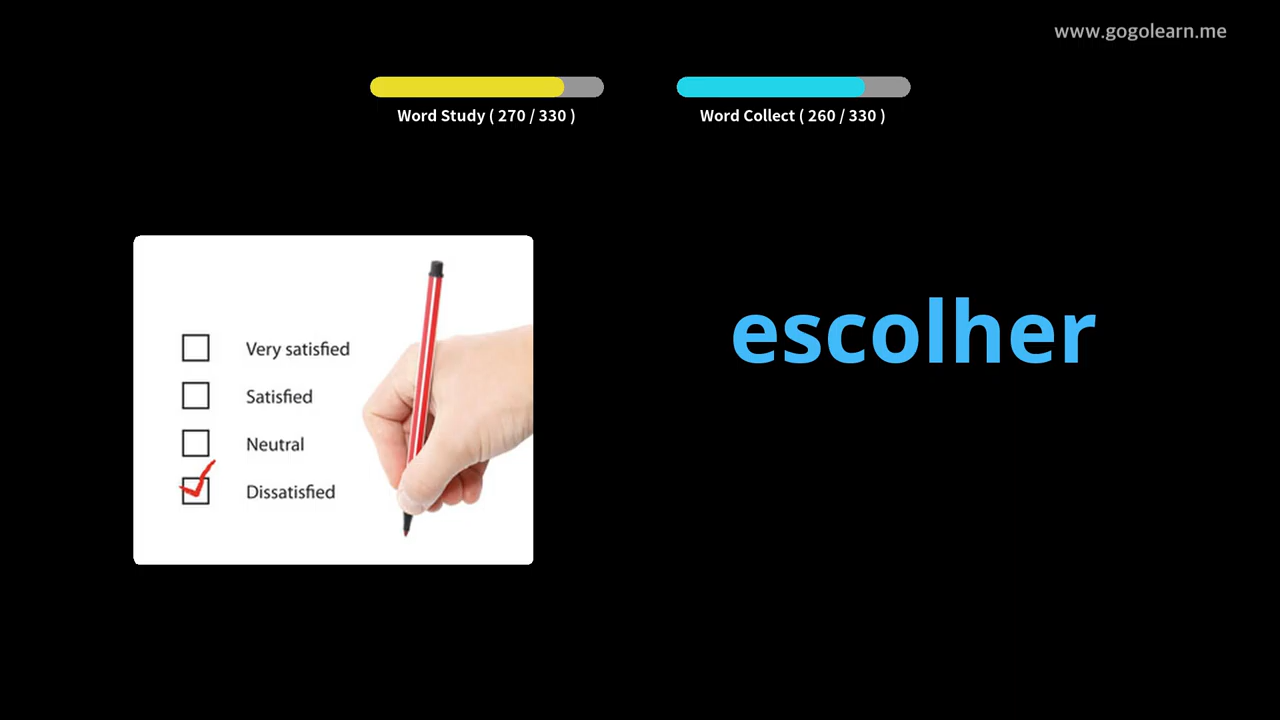 www.gogolearn.me
Word Study ( 270 / 330 )
Word Collect ( 260 / 330 )
escolher
Very satisfied
Satisfied
Neutral
Dissatisfied